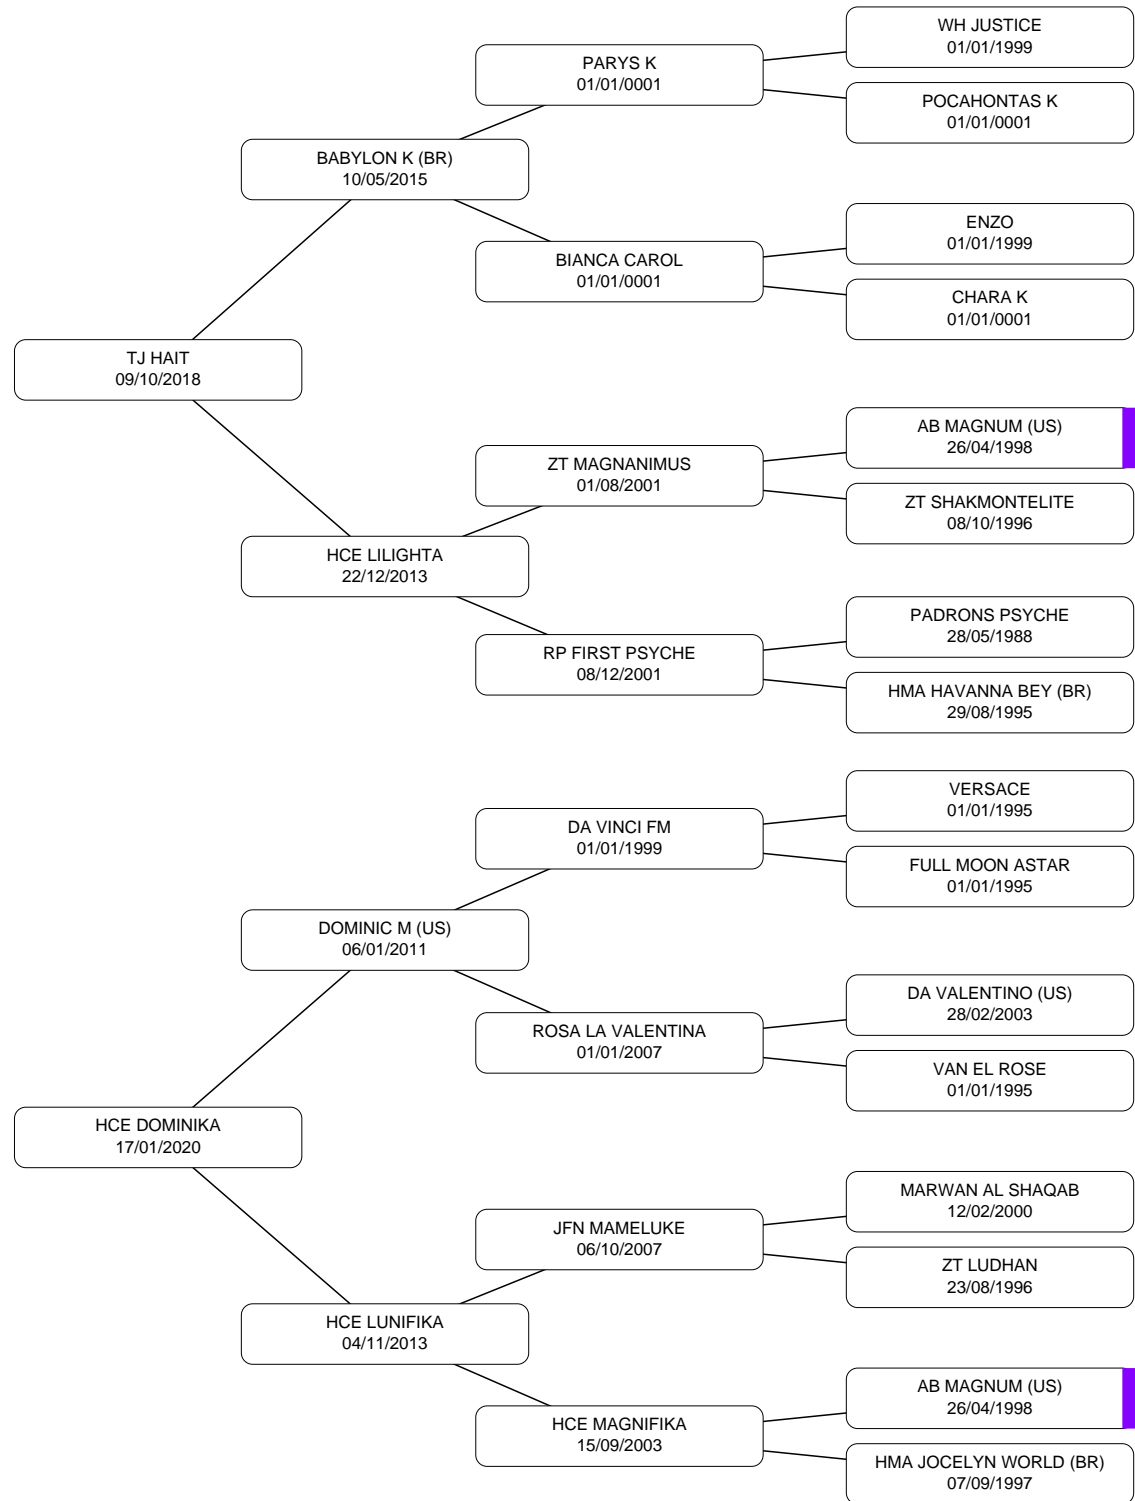 WH JUSTICE
01/01/1999
PARYS K
01/01/0001
POCAHONTAS K
01/01/0001
BABYLON K (BR)
10/05/2015
ENZO
01/01/1999
BIANCA CAROL
01/01/0001
CHARA K
01/01/0001
TJ HAIT
09/10/2018
AB MAGNUM (US)
26/04/1998
ZT MAGNANIMUS
01/08/2001
ZT SHAKMONTELITE
08/10/1996
HCE LILIGHTA
22/12/2013
PADRONS PSYCHE
28/05/1988
RP FIRST PSYCHE
08/12/2001
HMA HAVANNA BEY (BR)
29/08/1995
VERSACE
01/01/1995
DA VINCI FM
01/01/1999
FULL MOON ASTAR
01/01/1995
DOMINIC M (US)
06/01/2011
DA VALENTINO (US)
28/02/2003
ROSA LA VALENTINA
01/01/2007
VAN EL ROSE
01/01/1995
HCE DOMINIKA
17/01/2020
MARWAN AL SHAQAB
12/02/2000
JFN MAMELUKE
06/10/2007
ZT LUDHAN
23/08/1996
HCE LUNIFIKA
04/11/2013
AB MAGNUM (US)
26/04/1998
HCE MAGNIFIKA
15/09/2003
HMA JOCELYN WORLD (BR)
07/09/1997